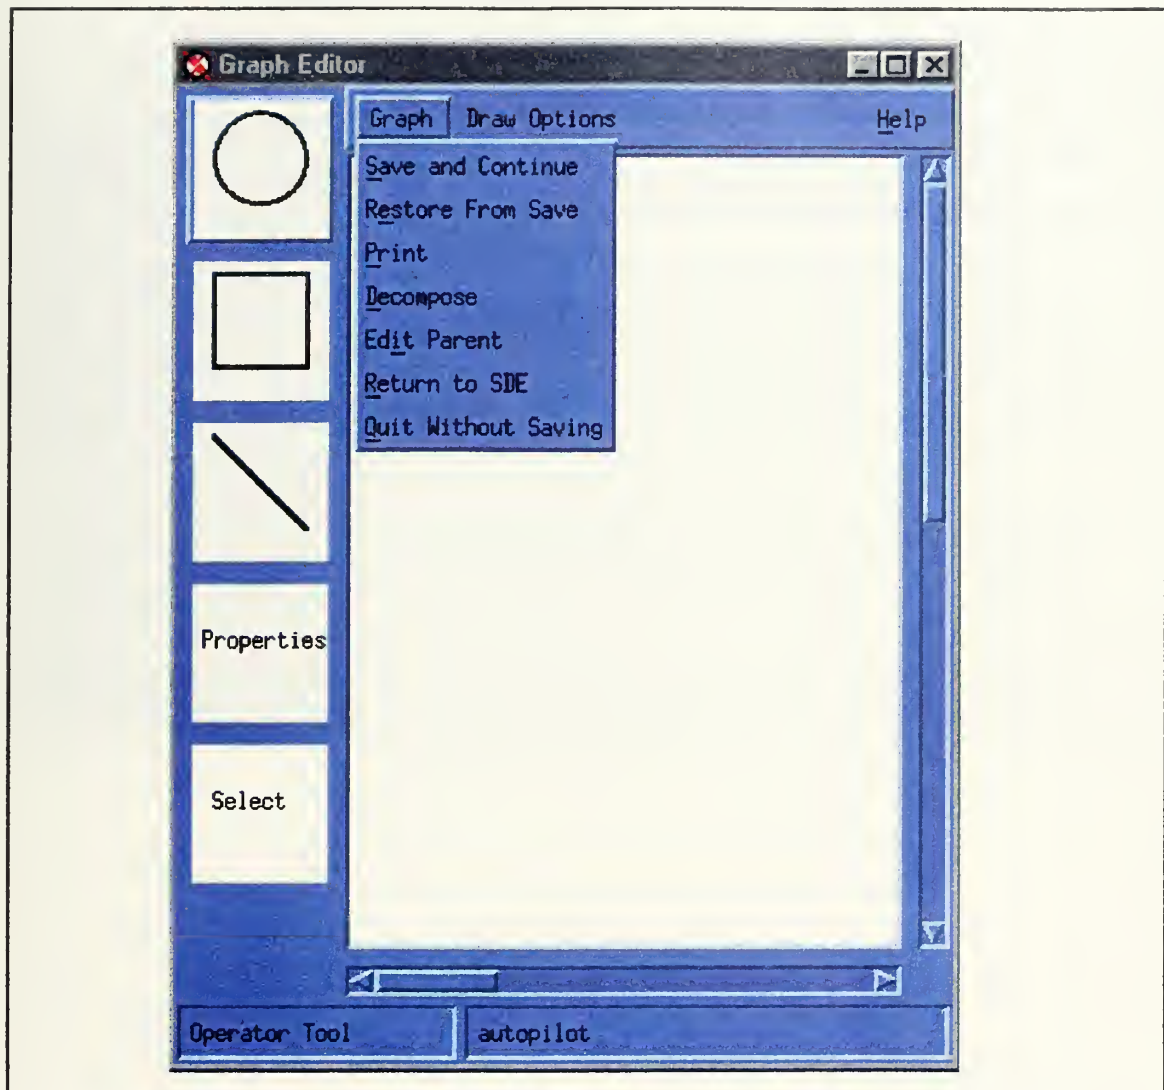 Graph Editor
Graph Draw Options Help
Save and Continue
Restore From Save
Print
Decompose
Edit Parent
Return to SDE
Quit Without Saving
Properties
Select
Operator Tool autopilot